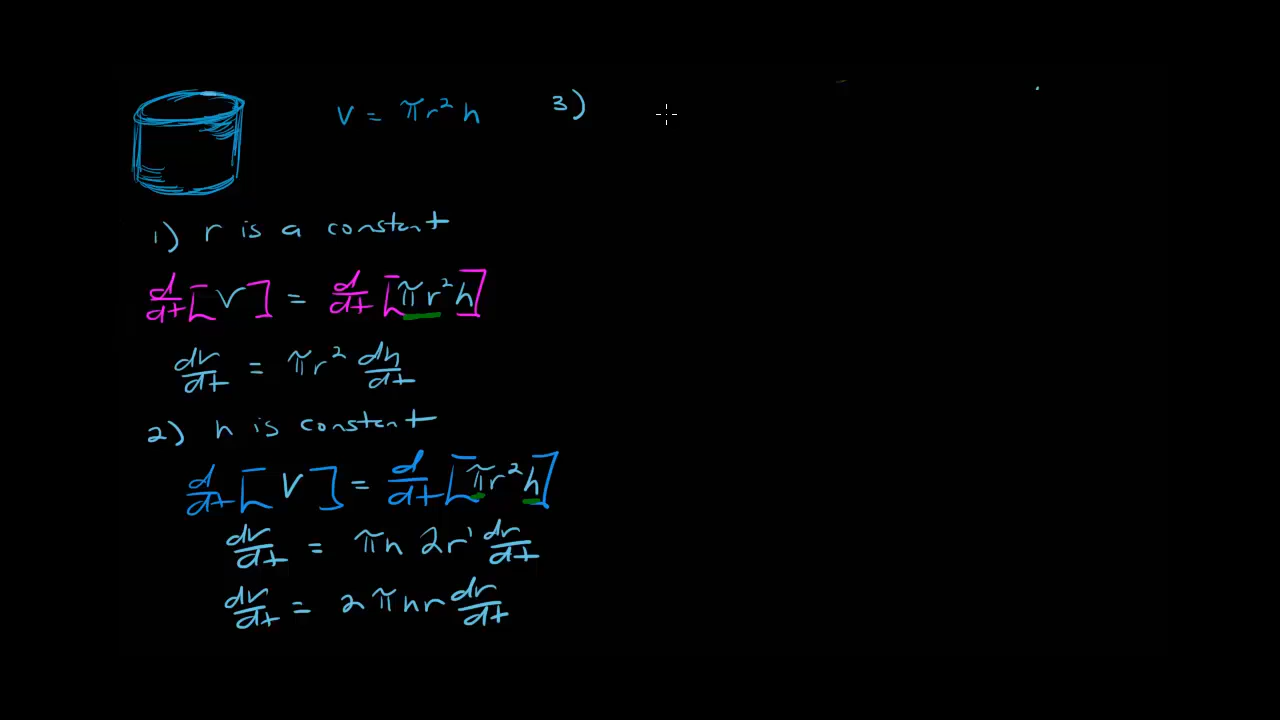 V = πr²h
1) r is a constant
d/dt[V] = d/dt[πr²h]
dV/dt = πr² dh/dt
2) h is constant
d/dt[V] = d/dt[πr²h]
dV/dt = πh 2r¹ dr/dt
dV/dt = 2πhr dr/dt
3)